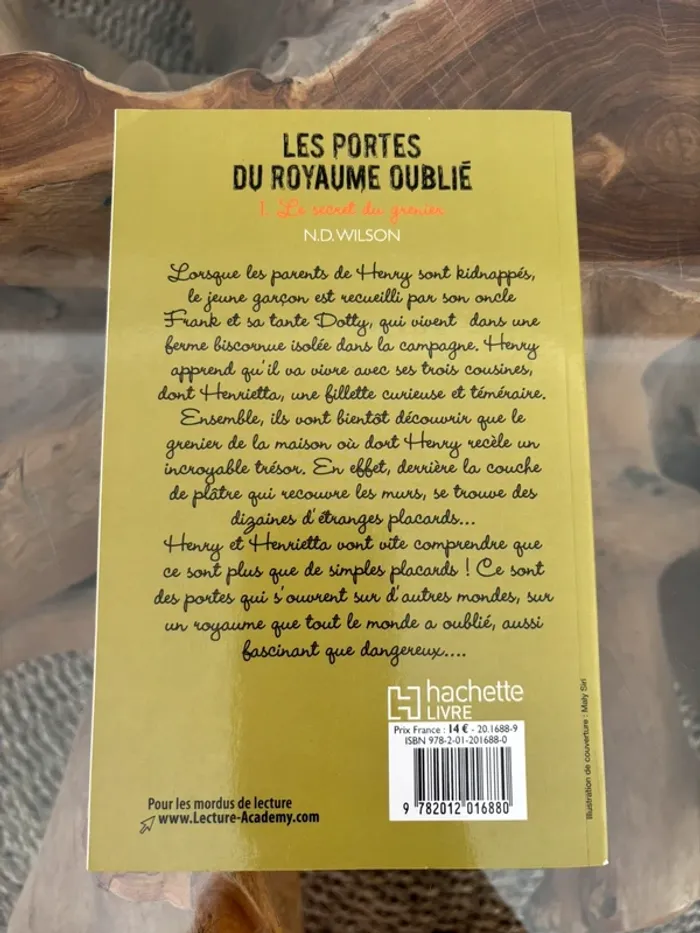 LES PORTES
DU ROYAUME OUBLIÉ
1. Le secret du grenier
N.D. WILSON
Lorsque les parents de Henry sont kidnappés,
le jeune garçon est recueilli par son oncle
Frank et sa tante Dotty, qui vivent dans une
ferme biscornue isolée dans la campagne. Henry
apprend qu'il va vivre avec ses trois cousines,
dont Henrietta, une fillette curieuse et téméraire.
Ensemble, ils vont bientôt découvrir que le
grenier de la maison où dort Henry recèle un
incroyable trésor. En effet, derrière la couche
de plâtre qui recouvre les murs, se trouve des
dizaines d'étranges placards...
Henry et Henrietta vont vite comprendre que
ce sont plus que de simples placards ! Ce sont
des portes qui s'ouvrent sur d'autres mondes, sur
un royaume que tout le monde a oublié, aussi
fascinant que dangereux....
hachette
LIVRE
Prix France : 14 € - 20.1688-9
ISBN 978-2-01-201688-0
9 782012 016880
Pour les mordus de lecture
www.Lecture-Academy.com
Illustration de couverture : Maly Siri